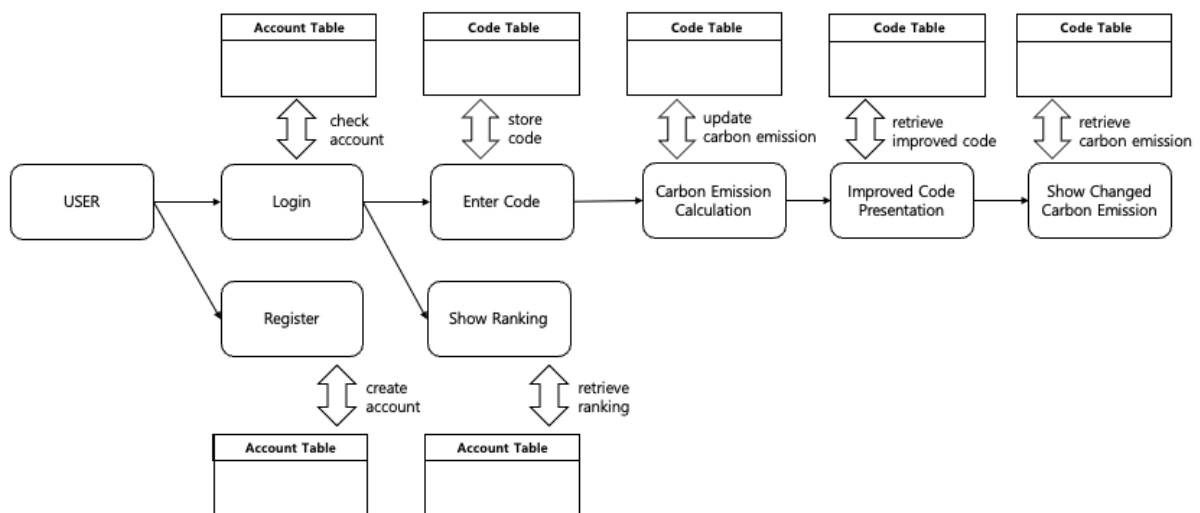 Account Table
Code Table
Code Table
Code Table
Code Table
check
account
store
code
update
carbon emission
retrieve
improved code
retrieve
carbon emission
USER
Login
Enter Code
Carbon Emission
Calculation
Improved Code
Presentation
Show Changed
Carbon Emission
Register
Show Ranking
create
account
retrieve
ranking
Account Table
Account Table